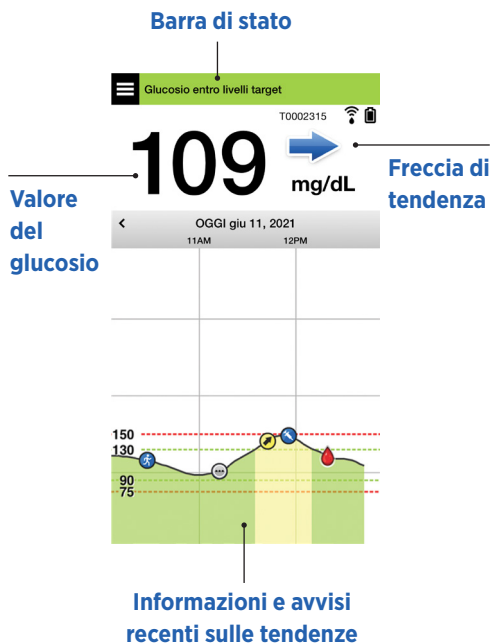 Barra di stato
Glucosio entro livelli target
T0002315
109
mg/dL
Freccia di
tendenza
Valore
del
glucosio
OGGI giu 11, 2021
11AM 12PM
150
130
90
75
Informazioni e avvisi
recenti sulle tendenze